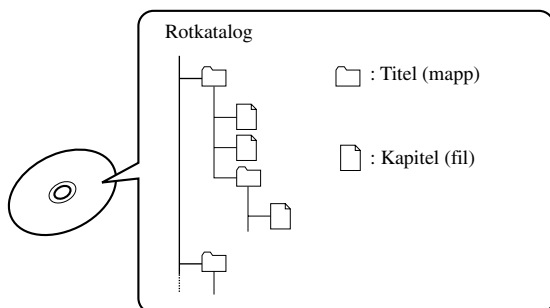 Rotkatalog
: Titel (mapp)
: Kapitel (fil)